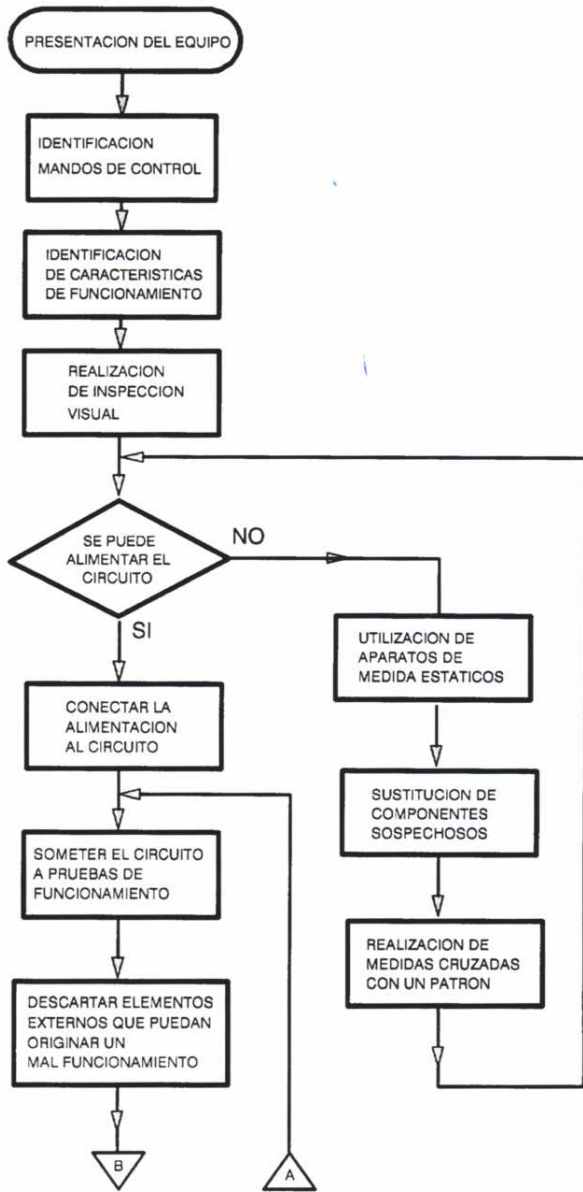 PRESENTACION DEL EQUIPO
IDENTIFICACION
MANDOS DE CONTROL
IDENTIFICACION
DE CARACTERISTICAS
DE FUNCIONAMIENTO
REALIZACION
DE INSPECCION
VISUAL
SE PUEDE
ALIMENTAR EL
CIRCUITO
NO
SI
UTILIZACION DE
APARATOS DE
MEDIDA ESTATICOS
CONECTAR LA
ALIMENTACION
AL CIRCUITO
SUSTITUCION DE
COMPONENTES
SOSPECHOSOS
SOMETER EL CIRCUITO
A PRUEBAS DE
FUNCIONAMIENTO
REALIZACION DE
MEDIDAS CRUZADAS
CON UN PATRON
DESCARTAR ELEMENTOS
EXTERNOS QUE PUEDAN
ORIGINAR UN
MAL FUNCIONAMIENTO
B
A